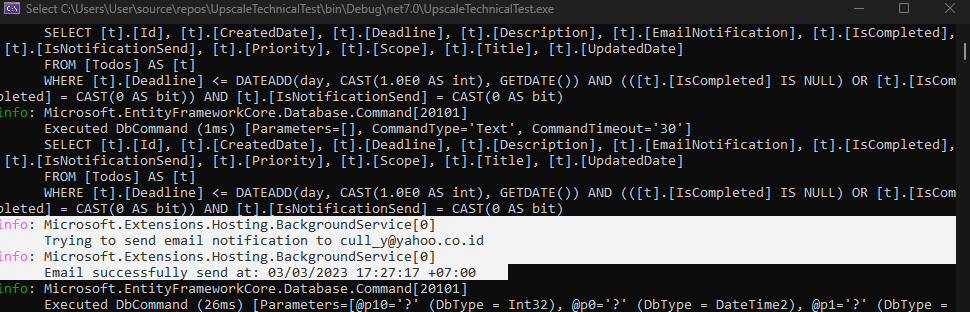 Select C:\Users\User\source\repos\UpscaleTechnicalTest\bin\Debug\net7.0\UpscaleTechnicalTest.exe
SELECT [t].[Id], [t].[CreatedDate], [t].[Deadline], [t].[Description], [t].[EmailNotification], [t].[IsCompleted],
[t].[IsNotificationSend], [t].[Priority], [t].[Scope], [t].[Title], [t].[UpdatedDate]
FROM [Todos] AS [t]
WHERE [t].[Deadline] <= DATEADD(day, CAST(1.0E0 AS int), GETDATE()) AND (([t].[IsCompleted] IS NULL) OR [t].[IsCom
pleted] = CAST(0 AS bit)) AND [t].[IsNotificationSend] = CAST(0 AS bit)
info: Microsoft.EntityFrameworkCore.Database.Command[20101]
Executed DbCommand (1ms) [Parameters=[], CommandType='Text', CommandTimeout='30']
SELECT [t].[Id], [t].[CreatedDate], [t].[Deadline], [t].[Description], [t].[EmailNotification], [t].[IsCompleted],
[t].[IsNotificationSend], [t].[Priority], [t].[Scope], [t].[Title], [t].[UpdatedDate]
FROM [Todos] AS [t]
WHERE [t].[Deadline] <= DATEADD(day, CAST(1.0E0 AS int), GETDATE()) AND (([t].[IsCompleted] IS NULL) OR [t].[IsCom
pleted] = CAST(0 AS bit)) AND [t].[IsNotificationSend] = CAST(0 AS bit)
info: Microsoft.Extensions.Hosting.BackgroundService[0]
Trying to send email notification to cull_y@yahoo.co.id
info: Microsoft.Extensions.Hosting.BackgroundService[0]
Email successfully send at: 03/03/2023 17:27:17 +07:00
info: Microsoft.EntityFrameworkCore.Database.Command[20101]
Executed DbCommand (26ms) [Parameters=[@p10='?' (DbType = Int32), @p0='?' (DbType = DateTime2), @p1='?' (DbType =